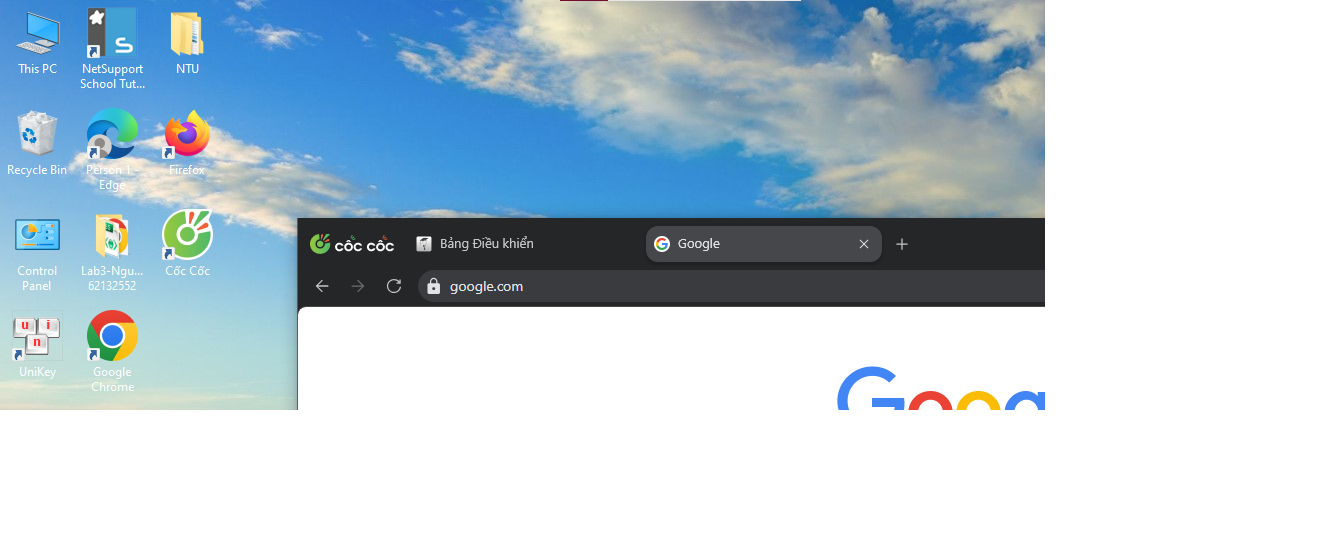 This PC
NetSupport
School Tut...
NTU
Recycle Bin
Person 1 -
Edge
Firefox
Control
Panel
Lab3-Ngu...
62132552
Cốc Cốc
UniKey
Google
Chrome
cốc cốc
Bảng Điều khiển
Google
google.com
Goog